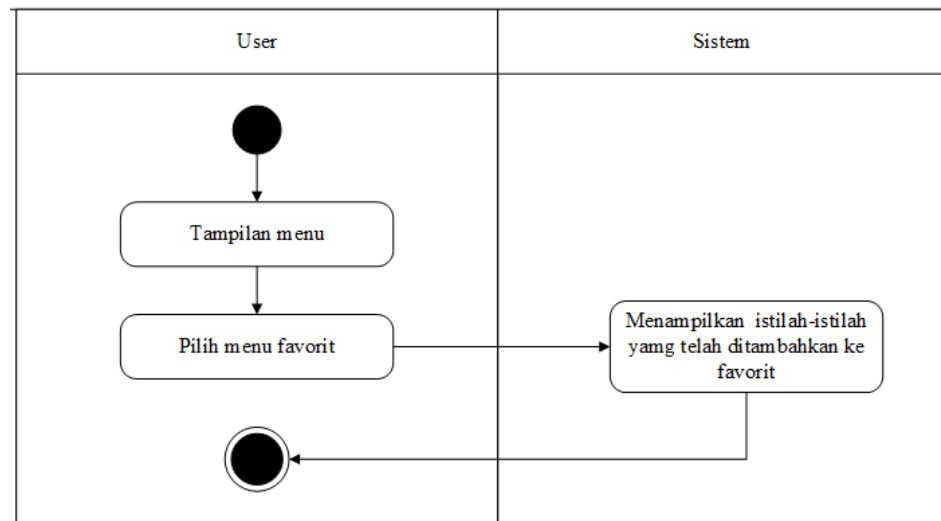 User
Sistem
Tampilan menu
Pilih menu favorit
Menampilkan istilah-istilah
yamg telah ditambahkan ke
favorit